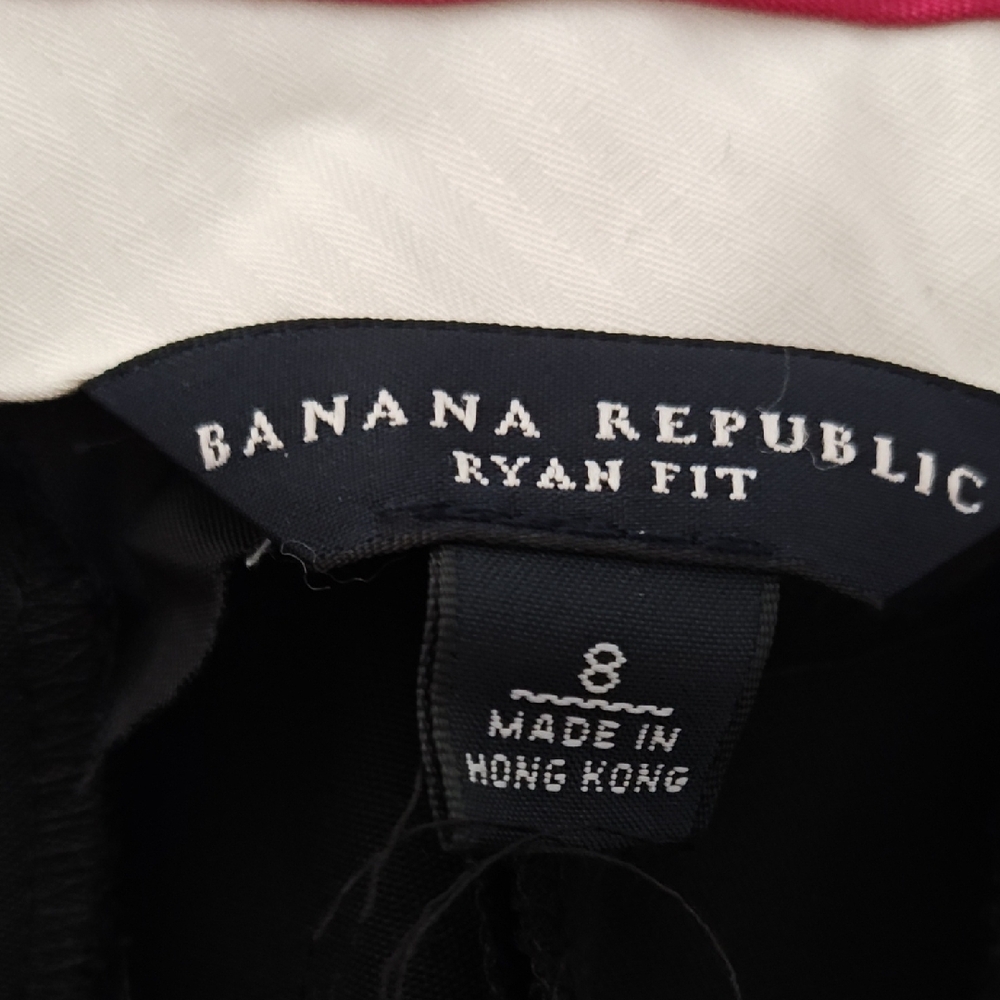 BANANA REPUBLIC
RYAN FIT
8
MADE IN
HONG KONG